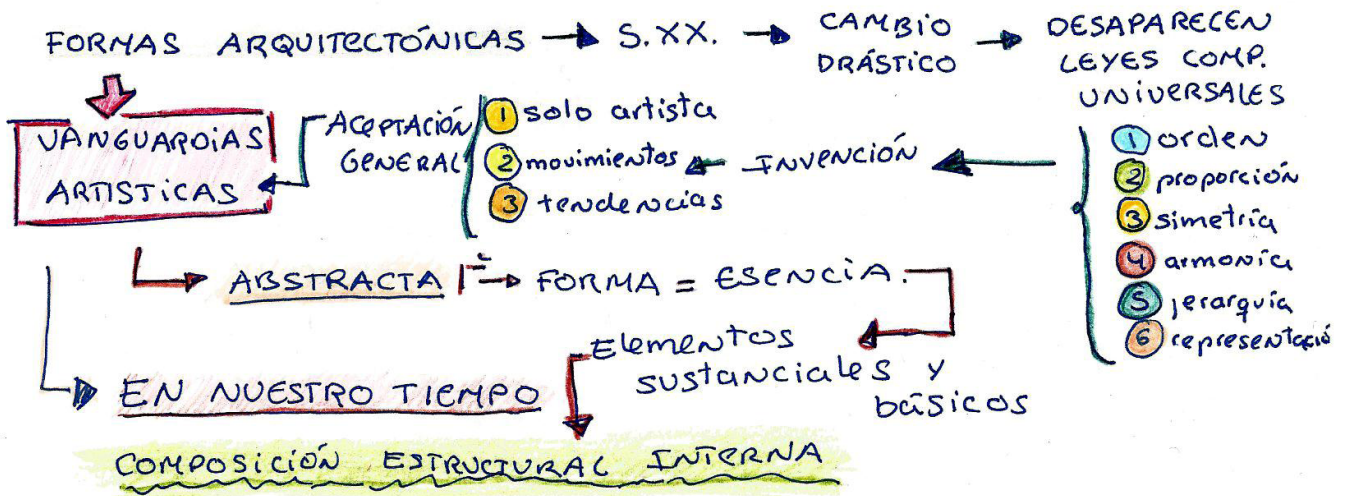 FORMAS ARQUITECTÓNICAS → S.XX. → CAMBIO DRÁSTICO → DESAPARECEN
LEYES COMP.
UNIVERSALES
1 orden
2 proporción
3 simetría
4 armonía
5 jerarquía
6 representació
INVENCIÓN
1 solo artista
2 movimientos
3 tendencias
ACEPTACIÓN
GENERAL
VANGUARDIAS
ARTISTICAS
ABSTRACTA 1ª → FORMA = ESENCIA.
Elementos
sustanciales y
básicos
EN NUESTRO TIEMPO
COMPOSICIÓN ESTRUCTURAL INTERNA